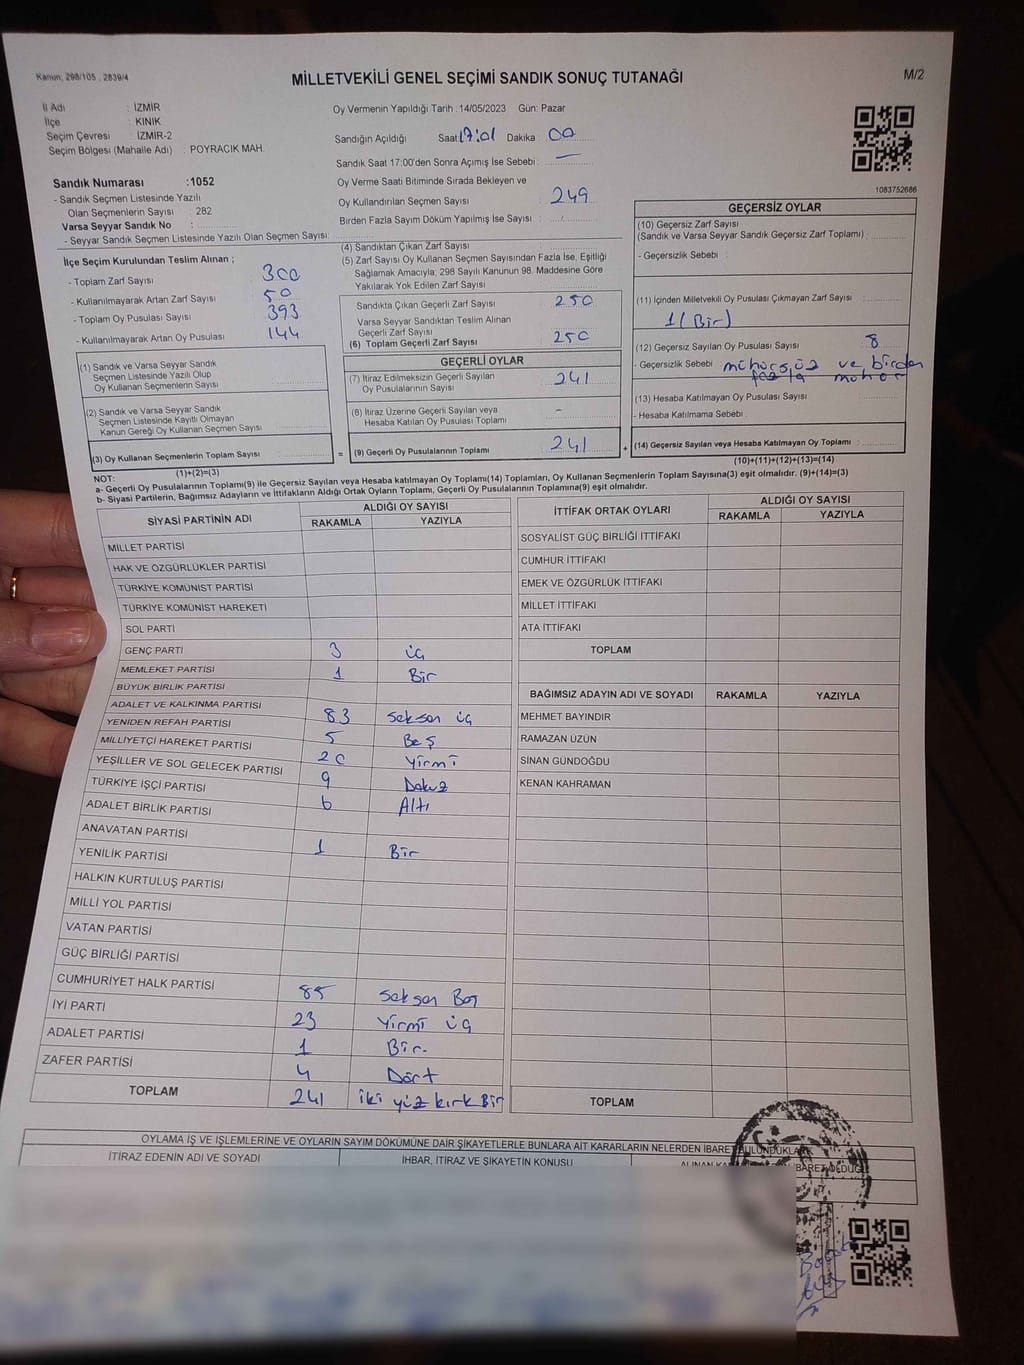 Kanun; 298/105 , 2839/4
MİLLETVEKİLİ GENEL SEÇİMİ SANDIK SONUÇ TUTANAĞI
M/2
İl Adı : İZMİR
İlçe : KINIK
Seçim Çevresi : İZMİR-2
Seçim Bölgesi (Mahalle Adı) : POYRACIK MAH.
Oy Vermenin Yapıldığı Tarih :14/05/2023 Gün: Pazar
Sandığın Açıldığı Saat: 17:01 Dakika : 00
Sandık Saat 17:00'den Sonra Açımış İse Sebebi : —
Sandık Numarası :1052
- Sandık Seçmen Listesinde Yazılı
Olan Seçmenlerin Sayısı : 282
Varsa Seyyar Sandık No :
- Seyyar Sandık Seçmen Listesinde Yazılı Olan Seçmen Sayısı:
Oy Verme Saati Bitiminde Sırada Bekleyen ve
Oy Kullandırılan Seçmen Sayısı : 249
Birden Fazla Sayım Döküm Yapılmış İse Sayısı :
1083752686
İlçe Seçim Kurulundan Teslim Alınan ;
- Toplam Zarf Sayısı : 300
- Kullanılmayarak Artan Zarf Sayısı : 50
- Toplam Oy Pusulası Sayısı : 393
- Kullanılmayarak Artan Oy Pusulası : 144
(1) Sandık ve Varsa Seyyar Sandık
Seçmen Listesinde Yazılı Olup
Oy Kullanan Seçmenlerin Sayısı :
(2) Sandık ve Varsa Seyyar Sandık
Seçmen Listesinde Kayıtlı Olmayan
Kanun Gereği Oy Kullanan Seçmen Sayısı :
(3) Oy Kullanan Seçmenlerin Toplam Sayısı :
(1)+(2)=(3)
(4) Sandıktan Çıkan Zarf Sayısı :
(5) Zarf Sayısı Oy Kullanan Seçmen Sayısından Fazla İse, Eşitliği
Sağlamak Amacıyla, 298 Sayılı Kanunun 98. Maddesine Göre
Yakılarak Yok Edilen Zarf Sayısı :
Sandıkta Çıkan Geçerli Zarf Sayısı : 250
Varsa Seyyar Sandıktan Teslim Alınan
Geçerli Zarf Sayısı :
(6) Toplam Geçerli Zarf Sayısı : 250
GEÇERLİ OYLAR
(7) İtiraz Edilmeksizin Geçerli Sayılan
Oy Pusulalarının Sayısı : 241
(8) İtiraz Üzerine Geçerli Sayılan veya
Hesaba Katılan Oy Pusulası Toplamı : -
= (9) Geçerli Oy Pusulalarının Toplamı : 241 +
GEÇERSİZ OYLAR
(10) Geçersiz Zarf Sayısı
(Sandık ve Varsa Seyyar Sandık Geçersiz Zarf Toplamı) :
- Geçersizlik Sebebi :
(11) İçinden Milletvekili Oy Pusulası Çıkmayan Zarf Sayısı :
1 (Bir)
(12) Geçersiz Sayılan Oy Pusulası Sayısı : 8
- Geçersizlik Sebebi : mühürsüz ve birden
fazla mühür
(13) Hesaba Katılmayan Oy Pusulası Sayısı :
- Hesaba Katılmama Sebebi :
(14) Geçersiz Sayılan veya Hesaba Katılmayan Oy Toplamı :
(10)+(11)+(12)+(13)=(14)
NOT:
a- Geçerli Oy Pusulalarının Toplamı(9) ile Geçersiz Sayılan veya Hesaba katılmayan Oy Toplamı(14) Toplamları, Oy Kullanan Seçmenlerin Toplam Sayısına(3) eşit olmalıdır. (9)+(14)=(3)
b- Siyasi Partilerin, Bağımsız Adayların ve İttifakların Aldığı Ortak Oyların Toplamı, Geçerli Oy Pusulalarının Toplamına(9) eşit olmalıdır.
SİYASİ PARTİNİN ADI ALDIĞI OY SAYISI
RAKAMLA YAZIYLA
MİLLET PARTİSİ
HAK VE ÖZGÜRLÜKLER PARTİSİ
TÜRKİYE KOMÜNİST PARTİSİ
TÜRKİYE KOMÜNİST HAREKETİ
SOL PARTİ
GENÇ PARTİ 3 üç
MEMLEKET PARTİSİ 1 Bir
BÜYÜK BİRLİK PARTİSİ
ADALET VE KALKINMA PARTİSİ 83 Seksen üç
YENİDEN REFAH PARTİSİ 5 Beş
MİLLİYETÇİ HAREKET PARTİSİ 20 Yirmi
YEŞİLLER VE SOL GELECEK PARTİSİ 9 Dokuz
TÜRKİYE İŞÇİ PARTİSİ 6 Altı
ADALET BİRLİK PARTİSİ
ANAVATAN PARTİSİ 1 Bir
YENİLİK PARTİSİ
HALKIN KURTULUŞ PARTİSİ
MİLLİ YOL PARTİSİ
VATAN PARTİSİ
GÜÇ BİRLİĞİ PARTİSİ
CUMHURİYET HALK PARTİSİ 85 Seksen Beş
İYİ PARTİ 23 Yirmi üç
ADALET PARTİSİ 1 Bir.
ZAFER PARTİSİ 4 Dört
TOPLAM 241 iki yüz kırk Bir
İTTİFAK ORTAK OYLARI ALDIĞI OY SAYISI
RAKAMLA YAZIYLA
SOSYALİST GÜÇ BİRLİĞİ İTTİFAKI
CUMHUR İTTİFAKI
EMEK VE ÖZGÜRLÜK İTTİFAKI
MİLLET İTTİFAKI
ATA İTTİFAKI
TOPLAM
BAĞIMSIZ ADAYIN ADI VE SOYADI RAKAMLA YAZIYLA
MEHMET BAYINDIR
RAMAZAN UZÜN
SİNAN GÜNDOĞDU
KENAN KAHRAMAN
TOPLAM
OYLAMA İŞ VE İŞLEMLERİNE VE OYLARIN SAYIM DÖKÜMÜNE DAİR ŞİKAYETLERLE BUNLARA AİT KARARLARIN NELERDEN İBARET BULUNDUKLARI
İTİRAZ EDENİN ADI VE SOYADI İHBAR, İTİRAZ VE ŞİKAYETİN KONUSU
İBARET OLDUĞU